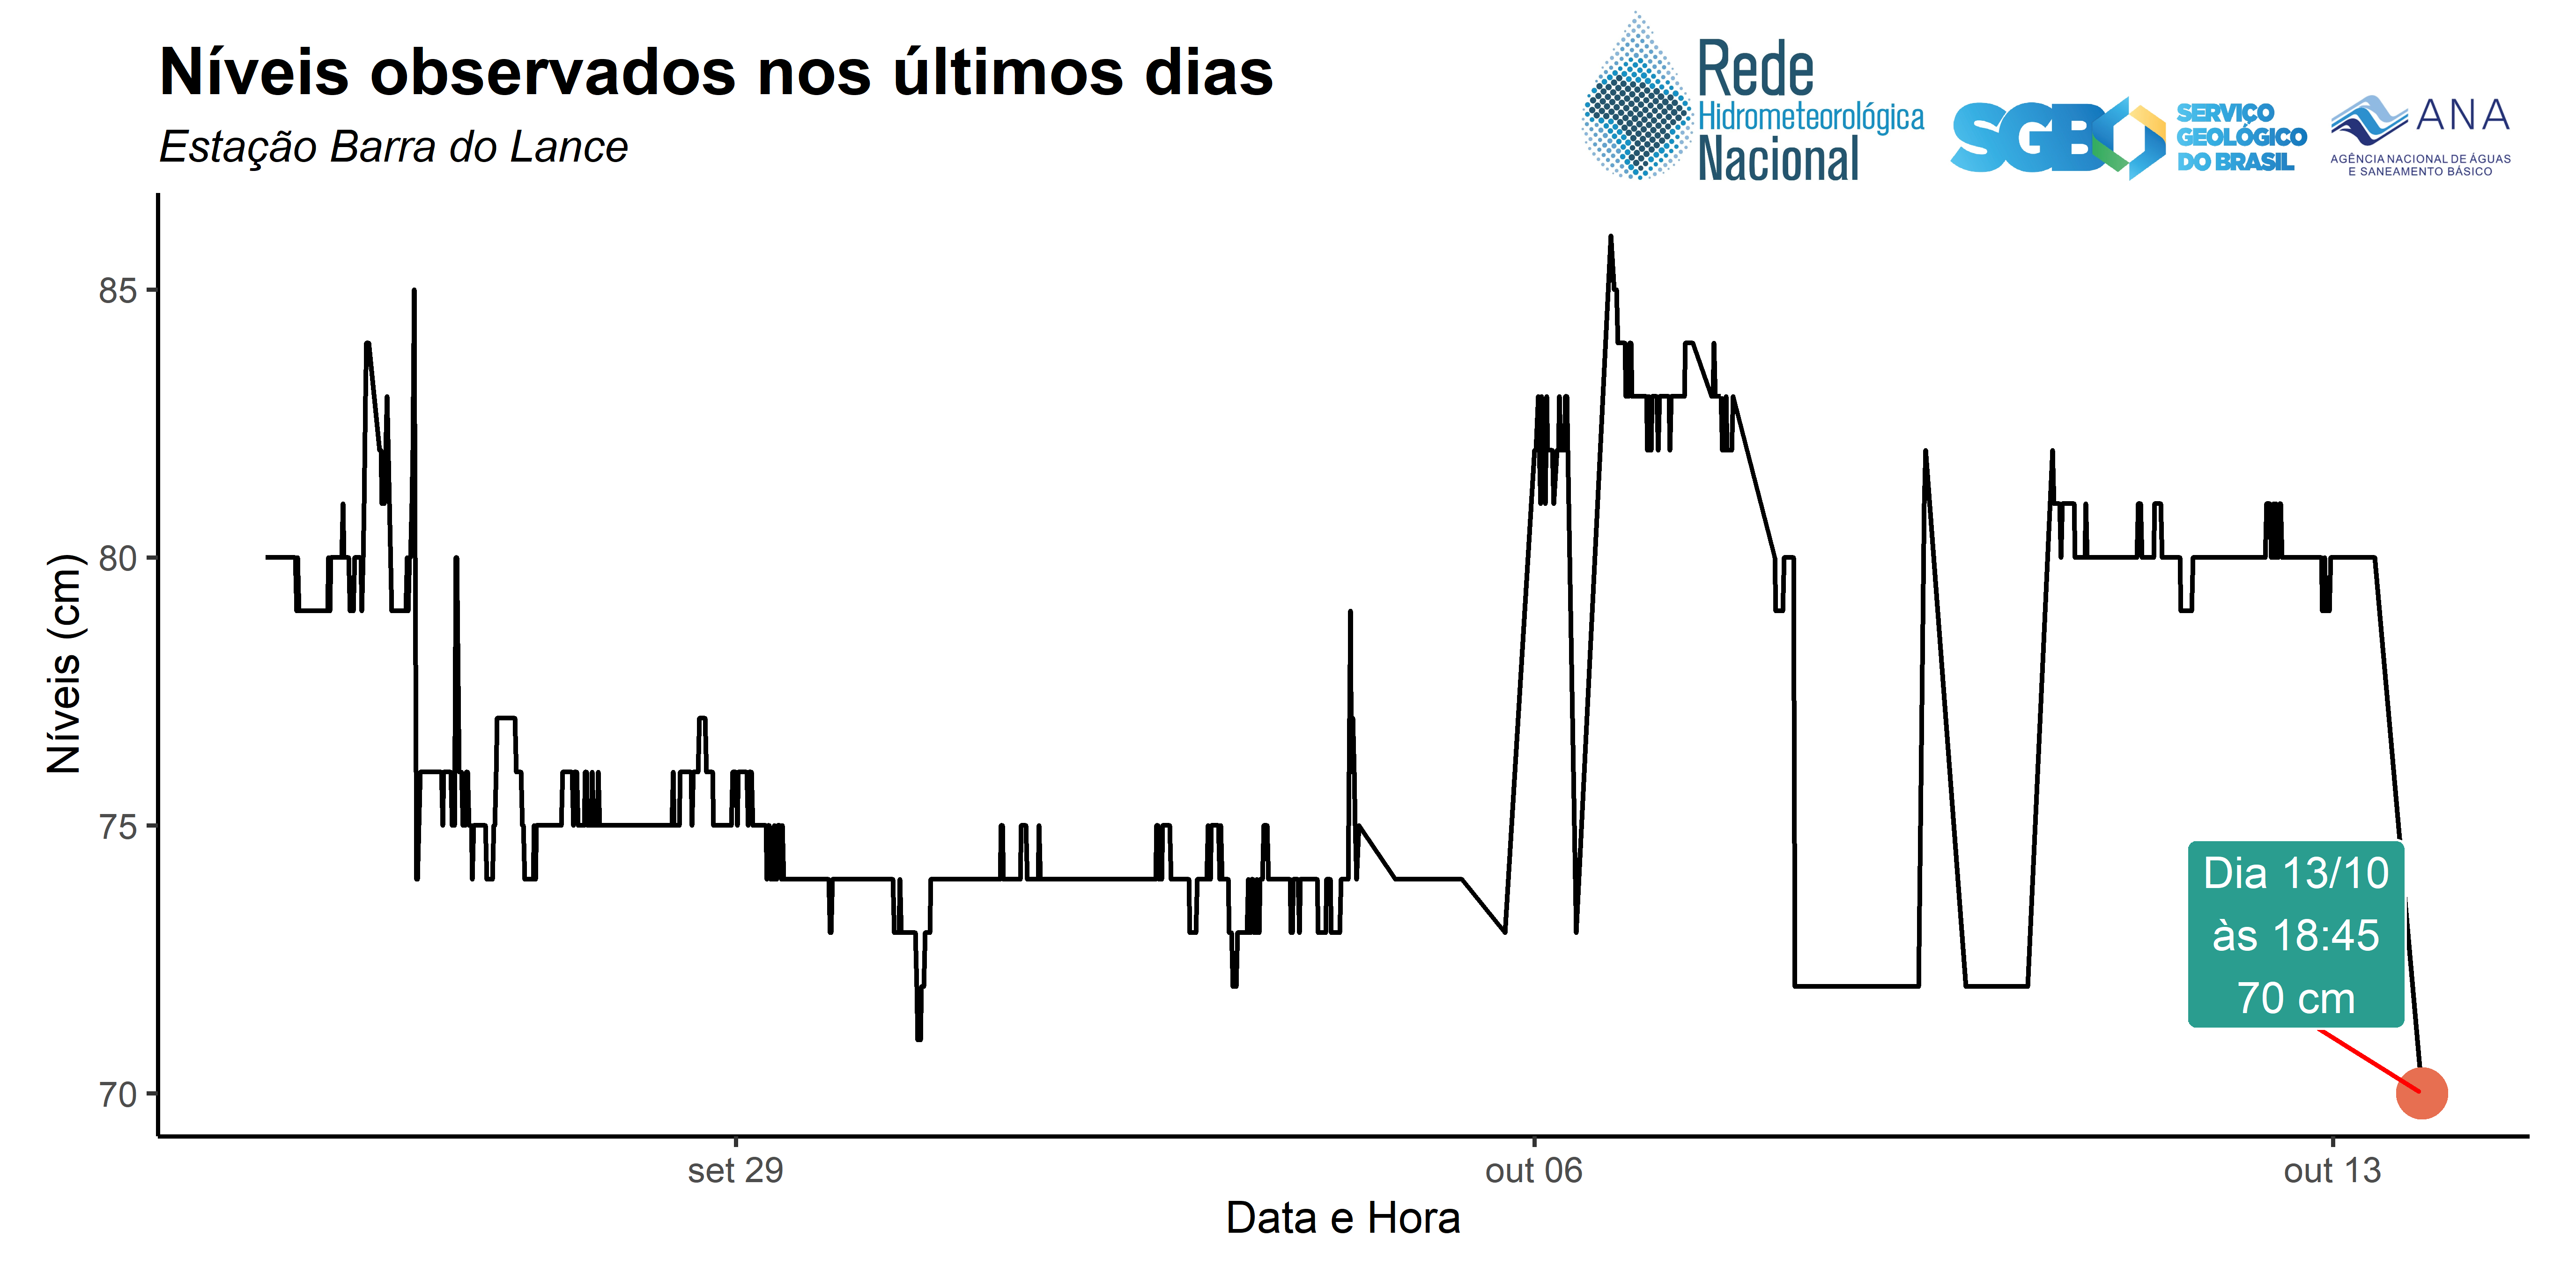 Níveis observados nos últimos dias
Estação Barra do Lance
Rede
Hidrometeorológica
Nacional
SGB
SERVIÇO
GEOLÓGICO
DO BRASIL
ANA
AGÊNCIA NACIONAL DE ÁGUAS
E SANEAMENTO BÁSICO
Níveis (cm)
85
80
75
70
Dia 13/10
às 18:45
70 cm
set 29
out 06
out 13
Data e Hora